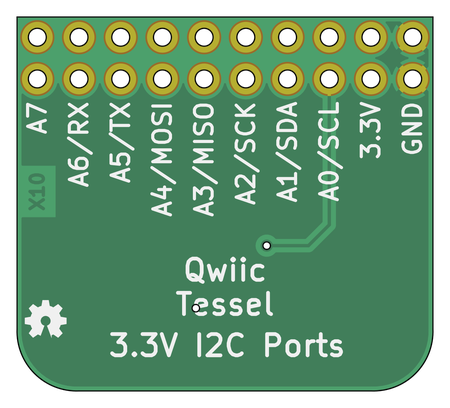 A7
A6/RX
A5/TX
A4/MOSI
A3/MISO
A2/SCK
A1/SDA
A0/SCL
3.3V
GND
X10
Qwiic
Tessel
3.3V I2C Ports